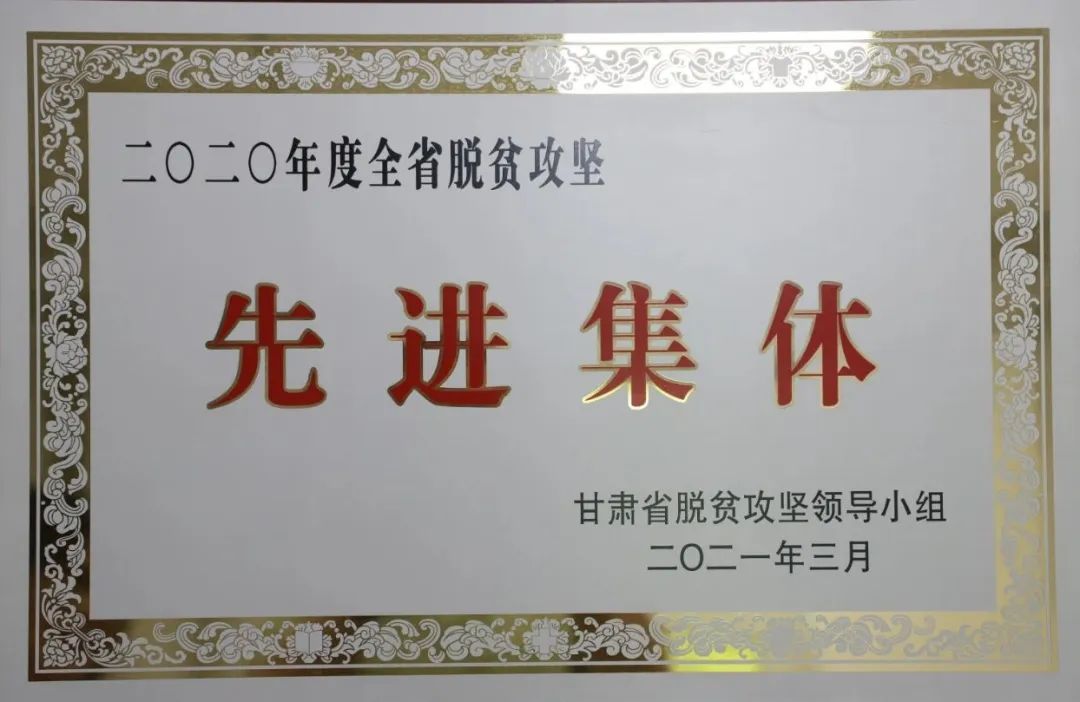 二〇二〇年度全省脱贫攻坚
先进集体
甘肃省脱贫攻坚领导小组
二〇二一年三月